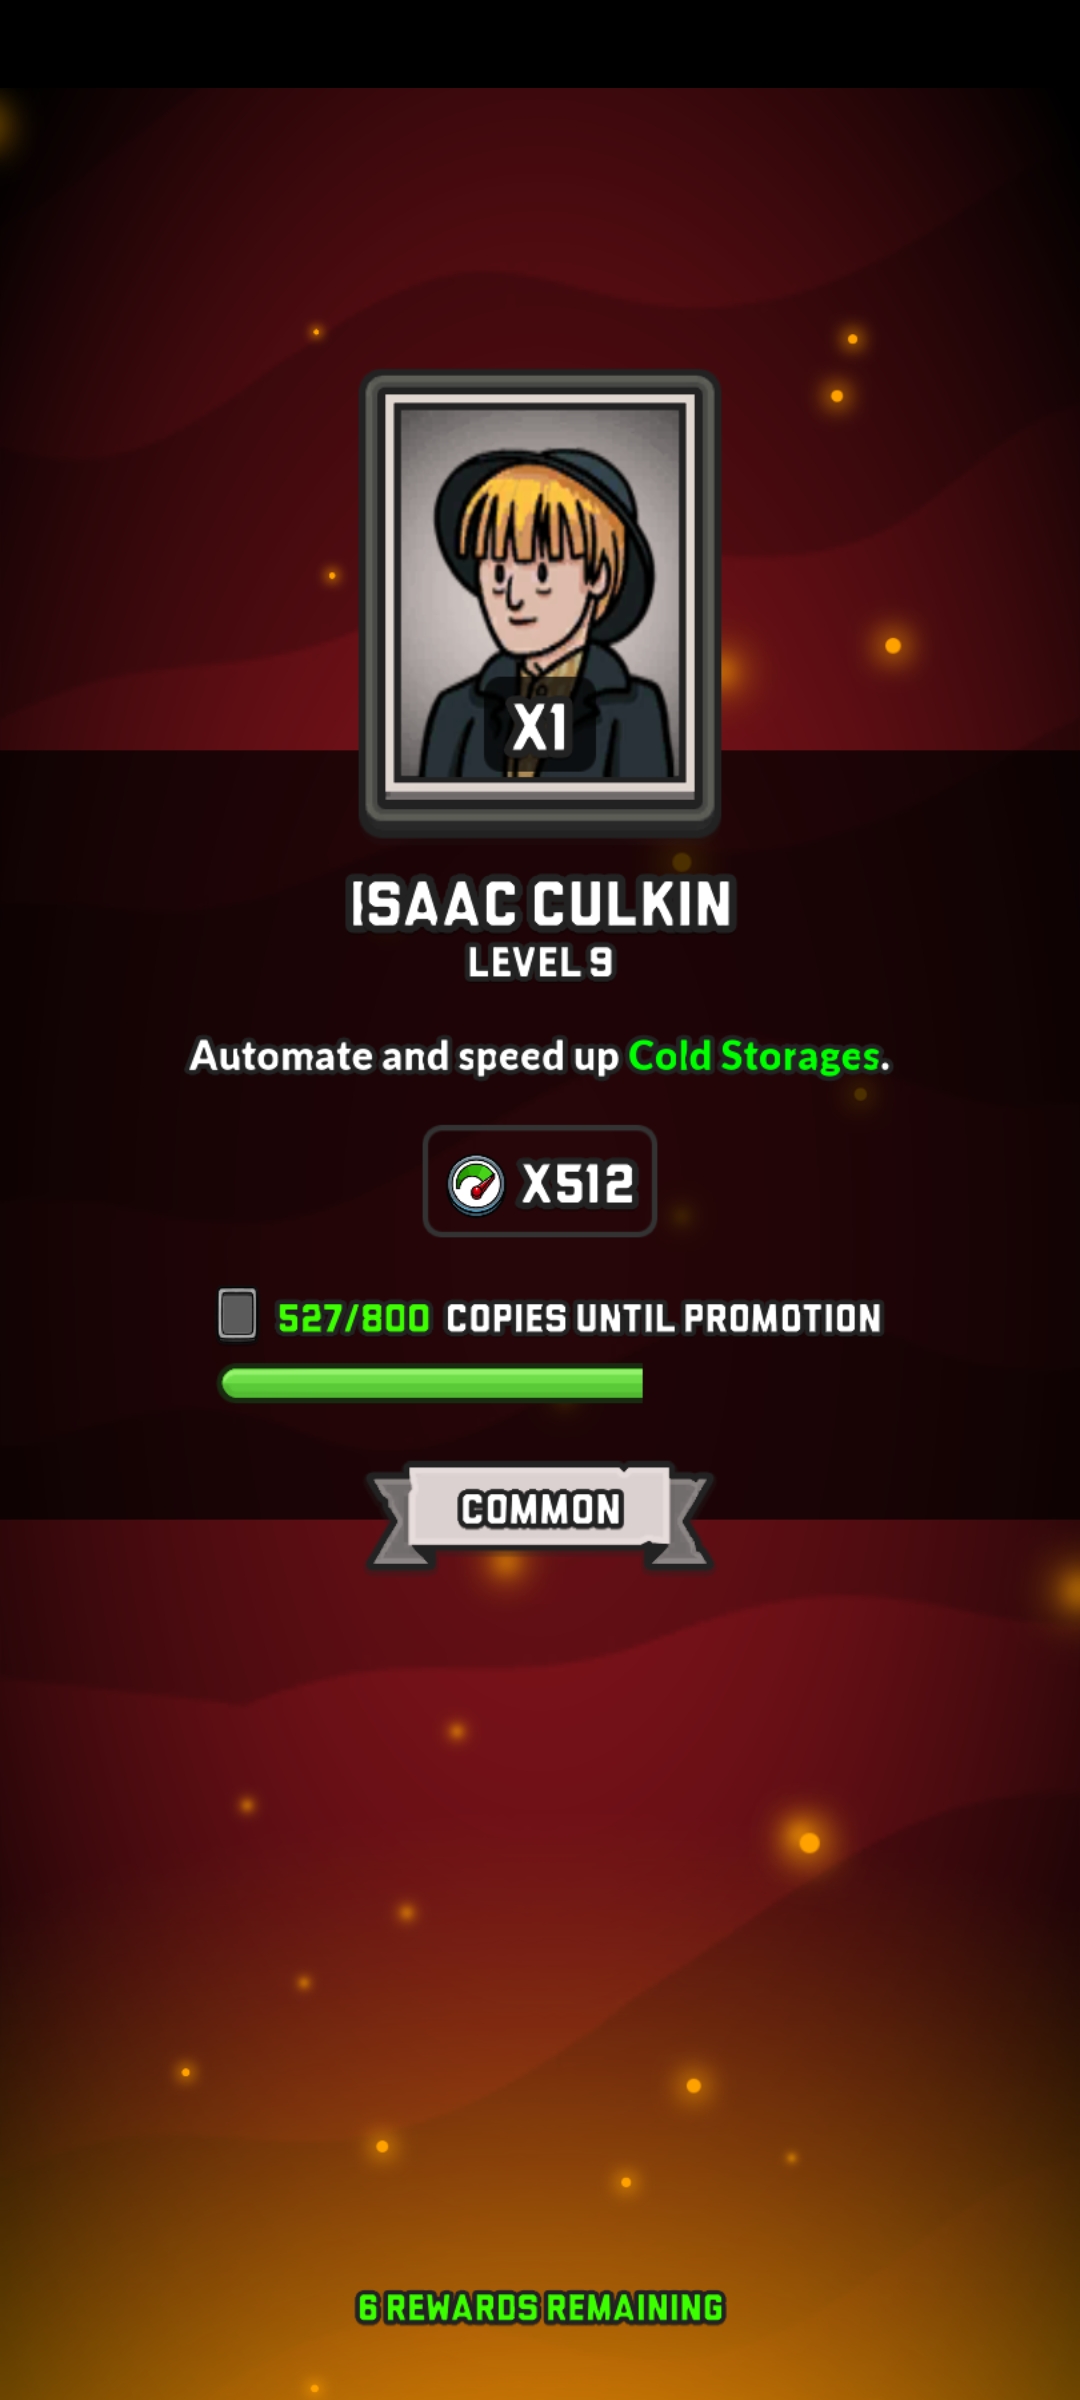 X1
ISAAC CULKIN
LEVEL 9
Automate and speed up Cold Storages.
X512
527/800 COPIES UNTIL PROMOTION
COMMON
6 REWARDS REMAINING